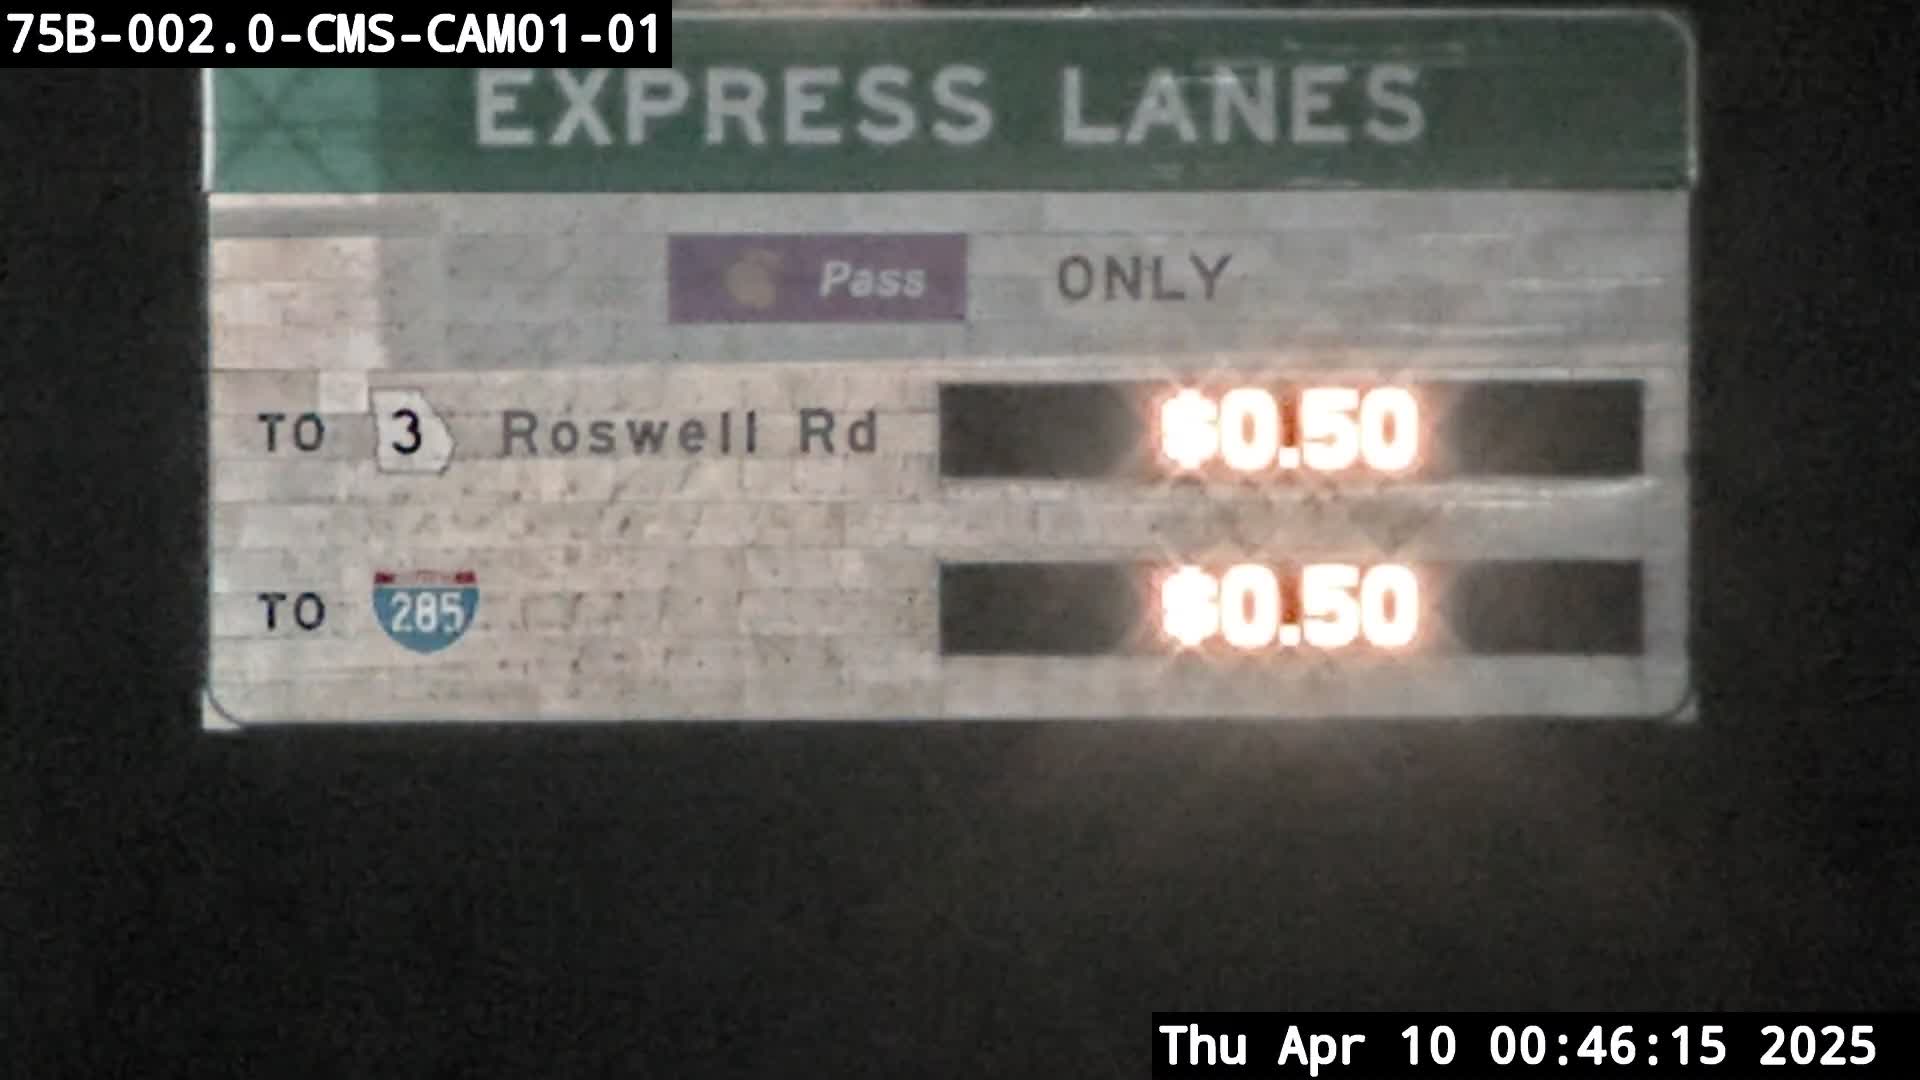 75B-002.0-CMS-CAM01-01
EXPRESS LANES
Pass ONLY
TO 3 Roswell Rd $0.50
TO 285 $0.50
Thu Apr 10 00:46:15 2025